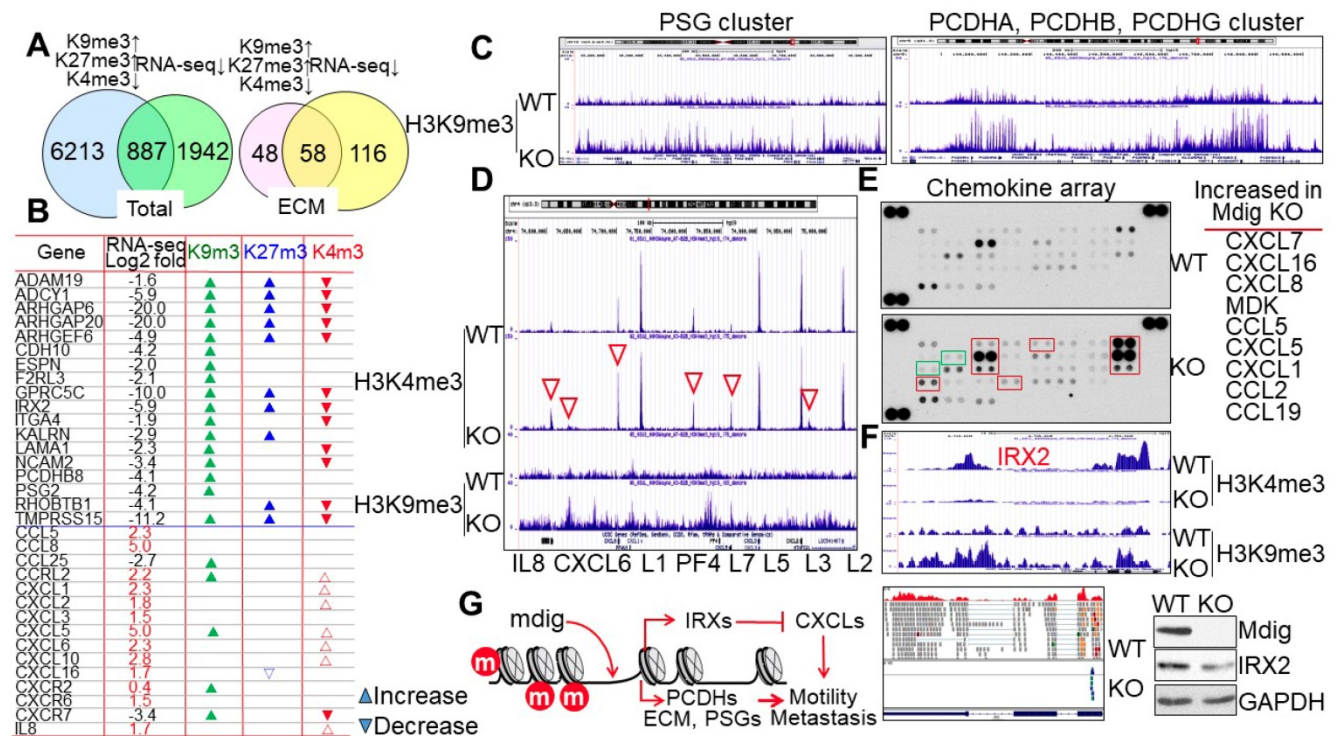 A
K9me3↑
K27me3↑
K4me3↓
RNA-seq↓
K9me3↑
K27me3↑
K4me3↓
RNA-seq↓
6213 887 1942
Total
48 58 116
ECM
B
Gene RNA-seq Log2 fold K9m3 K27m3 K4m3
ADAM19 -1.6 ▲ ▲ ▼
ADCY1 -5.9 ▲ ▲ ▼
ARHGAP6 -20.0 ▲ ▲ ▼
ARHGAP20 -20.0 ▲ ▲ ▼
ARHGEF6 -4.9 ▲ ▲ ▼
CDH10 -4.2 ▲
ESPN -2.0 ▲
F2RL3 -2.1 ▲
GPRC5C -10.0 ▲ ▲ ▼
IRX2 -5.9 ▲ ▲ ▼
ITGA4 -1.9 ▲ ▼
KALRN -2.9 ▲ ▲
LAMA1 -2.3 ▲ ▼
NCAM2 -3.4 ▲ ▼
PCDHB8 -4.1 ▲
PSG2 -4.2 ▲
RHOBTB1 -4.1 ▲ ▼
TMPRSS15 -11.2 ▲ ▲ ▼
CCL5 2.3
CCL8 5.0
CCL25 -2.7 ▲
CCRL2 2.2 ▲ △
CXCL1 2.3 △
CXCL2 1.8 △
CXCL3 1.5
CXCL5 5.0 ▲ △
CXCL6 2.3 △
CXCL10 2.8 △
CXCL16 1.7 ▽
CXCR2 0.4 ▲
CXCR6 1.5
CXCR7 -3.4 ▲ ▼
IL8 1.7 △
▲Increase
▼Decrease
C
PSG cluster
PCDHA, PCDHB, PCDHG cluster
H3K9me3
WT
KO
D
H3K4me3
WT
KO
H3K9me3
WT
KO
IL8 CXCL6 L1 PF4 L7 L5 L3 L2
E
Chemokine array
WT
KO
Increased in
Mdig KO
CXCL7
CXCL16
CXCL8
MDK
CCL5
CXCL5
CXCL1
CCL2
CCL19
F
IRX2
WT
KO
H3K4me3
WT
KO
H3K9me3
WT
KO
WT KO
Mdig
IRX2
GAPDH
G
mdig
IRXs
CXCLs
m
m
m
PCDHs
ECM, PSGs
Motility
Metastasis